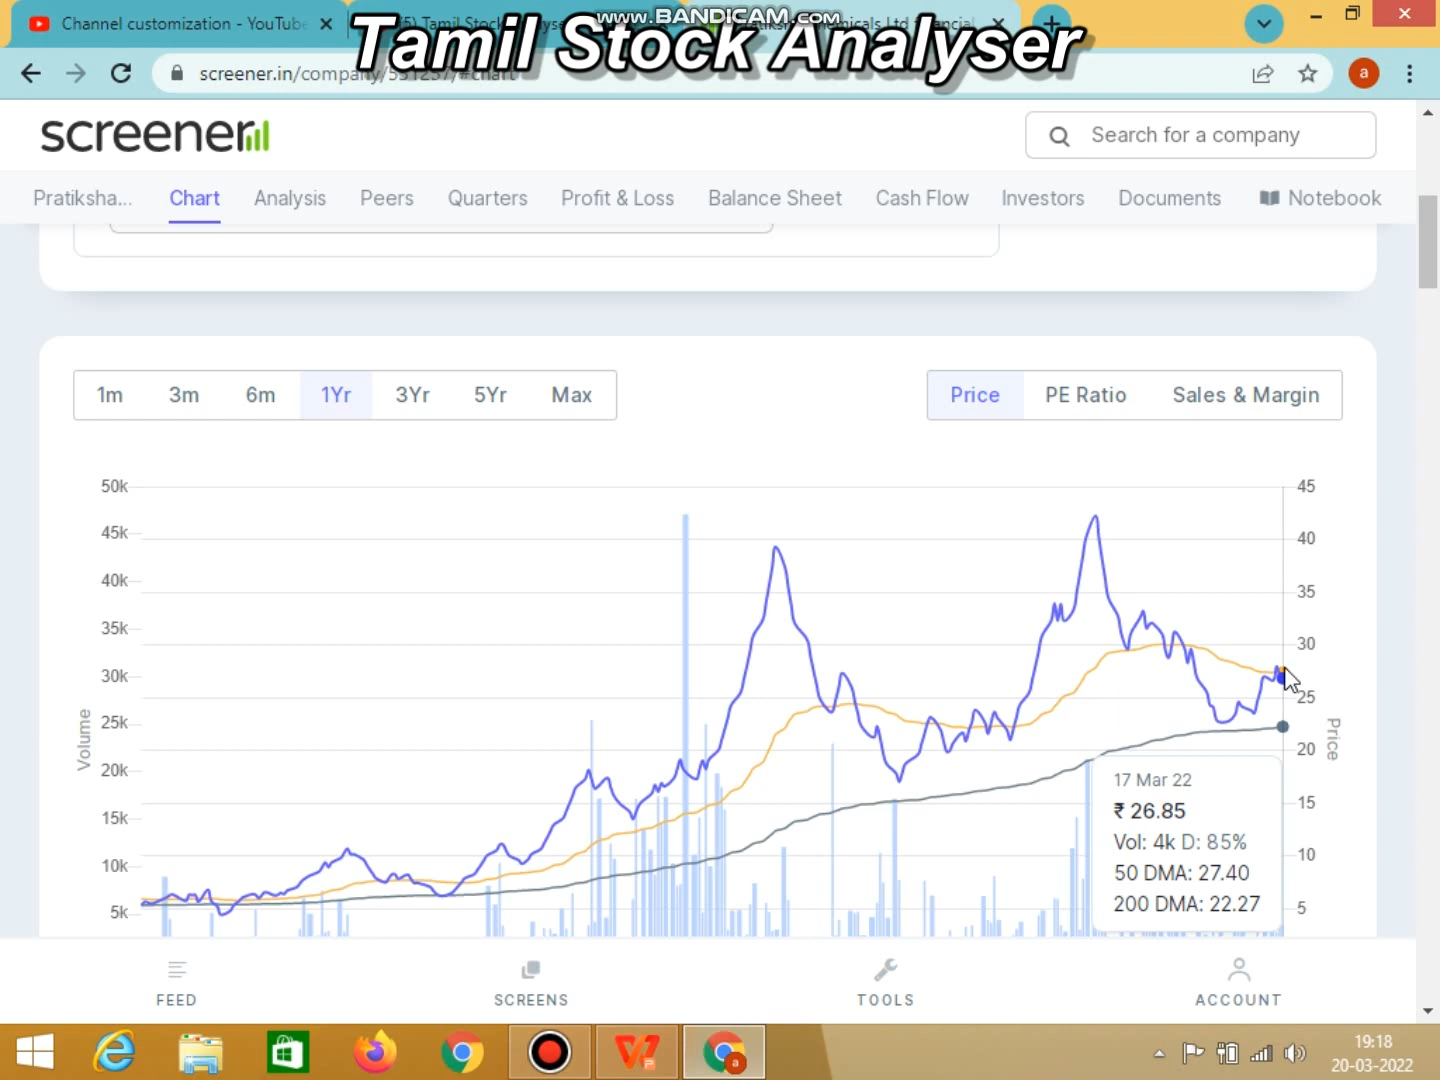 www.BANDICAM.com
Channel customization - YouTube
Tamil Stock Analyser
screener.in/company/531257/#chart
a
screener
Search for a company
Pratiksha... Chart Analysis Peers Quarters Profit & Loss Balance Sheet Cash Flow Investors Documents Notebook
1m 3m 6m 1Yr 3Yr 5Yr Max
Price PE Ratio Sales & Margin
50k 45
45k 40
40k 35
35k 30
30k 25
25k 20
20k 15
15k 10
10k 5
5k
Volume
Price
17 Mar 22
₹ 26.85
Vol: 4k D: 85%
50 DMA: 27.40
200 DMA: 22.27
FEED SCREENS TOOLS ACCOUNT
19:18
20-03-2022